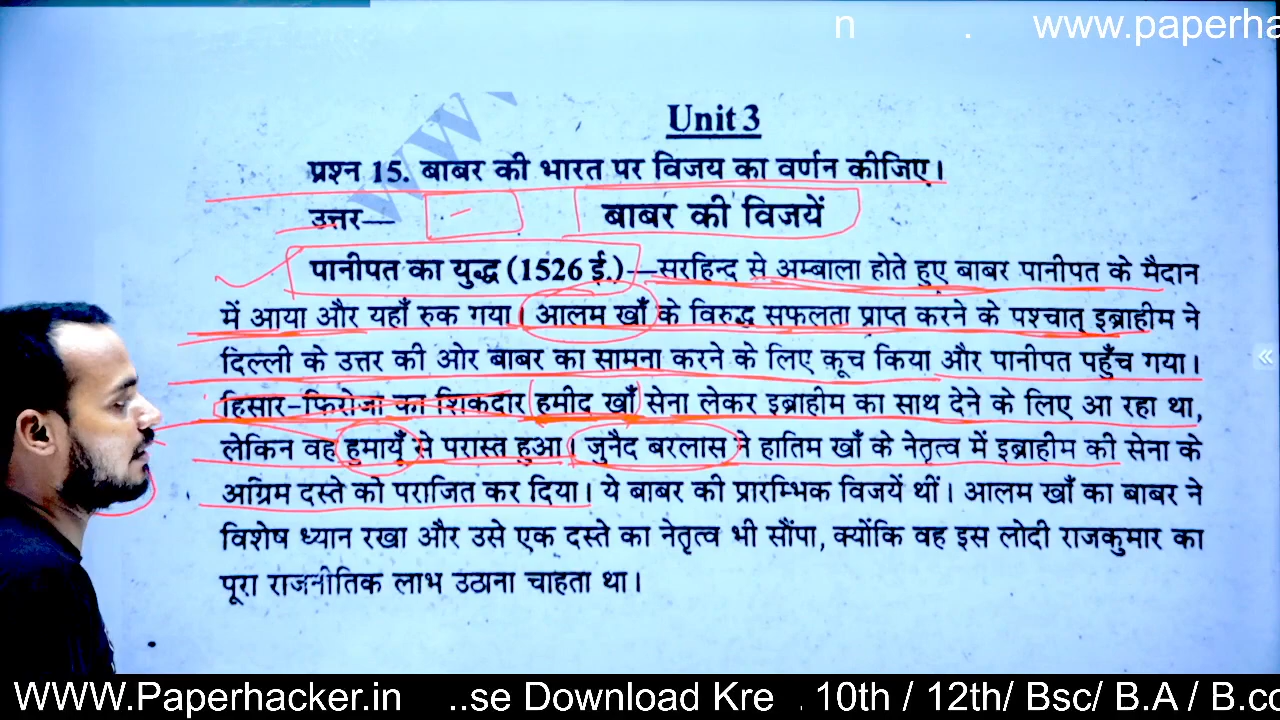 n . www.paperha
Unit 3
प्रश्न 15. बाबर की भारत पर विजय का वर्णन कीजिए।
उत्तर— बाबर की विजयें
पानीपत का युद्ध (1526 ई.)—सरहिन्द से अम्बाला होते हुए बाबर पानीपत के मैदान
में आया और यहाँ रुक गया। आलम खाँ के विरुद्ध सफलता प्राप्त करने के पश्चात् इब्राहीम ने
दिल्ली के उत्तर की ओर बाबर का सामना करने के लिए कूच किया और पानीपत पहुँच गया।
हिसार-फिरोजा का शिकदार हमीद खाँ सेना लेकर इब्राहीम का साथ देने के लिए आ रहा था,
लेकिन वह हुमायूँ से परास्त हुआ। जुनैद बरलास ने हातिम खाँ के नेतृत्व में इब्राहीम की सेना के
अग्रिम दस्ते को पराजित कर दिया। ये बाबर की प्रारम्भिक विजयें थीं। आलम खाँ का बाबर ने
विशेष ध्यान रखा और उसे एक दस्ते का नेतृत्व भी सौंपा, क्योंकि वह इस लोदी राजकुमार का
पूरा राजनीतिक लाभ उठाना चाहता था।
WWW.Paperhacker.in ..se Download Kre . 10th / 12th/ Bsc/ B.A / B.co